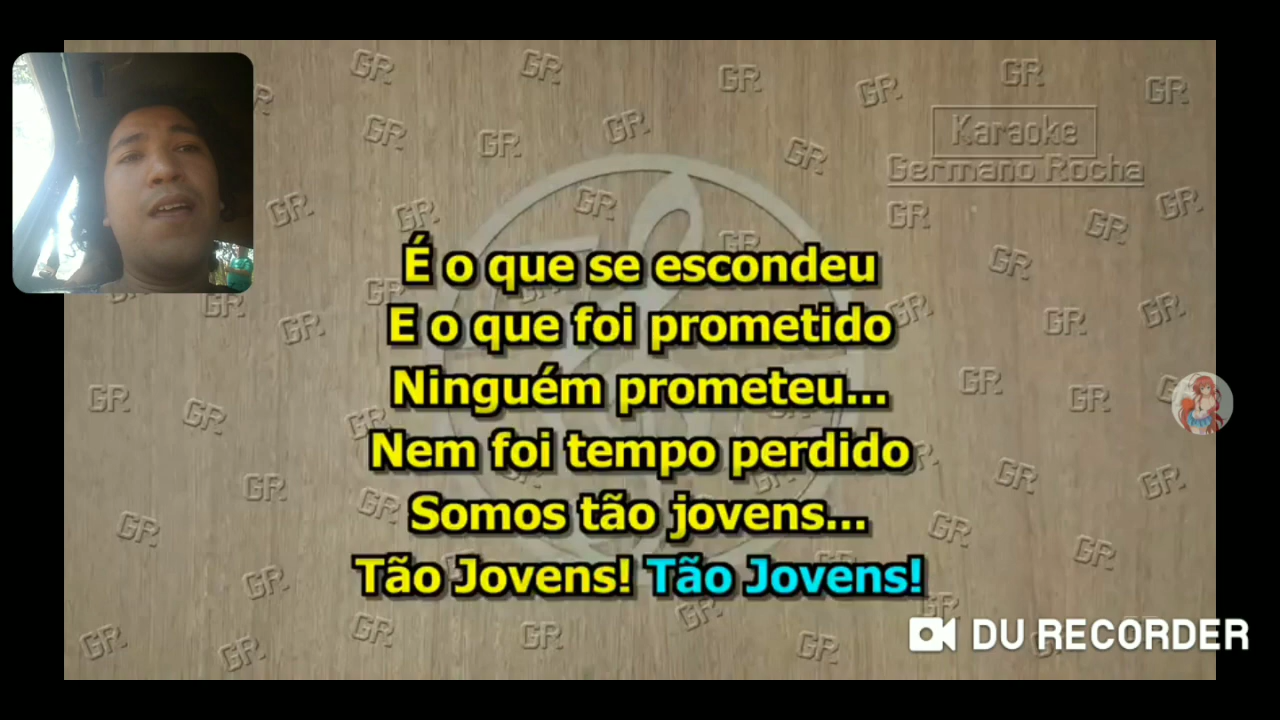 Karaoke
Germano Rocha
É o que se escondeu
E o que foi prometido
Ninguém prometeu...
Nem foi tempo perdido
Somos tão jovens...
Tão Jovens! Tão Jovens!
DU RECORDER
GR